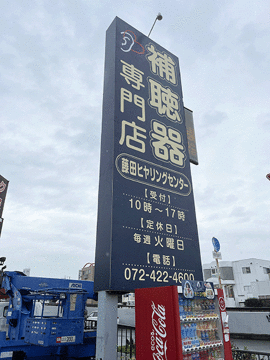 補聴器
専門店
藤田ヒヤリングセンター
【受付】
10時〜17時
【定休日】
毎週火曜日
【電話】
072-422-4600
Coca-Cola